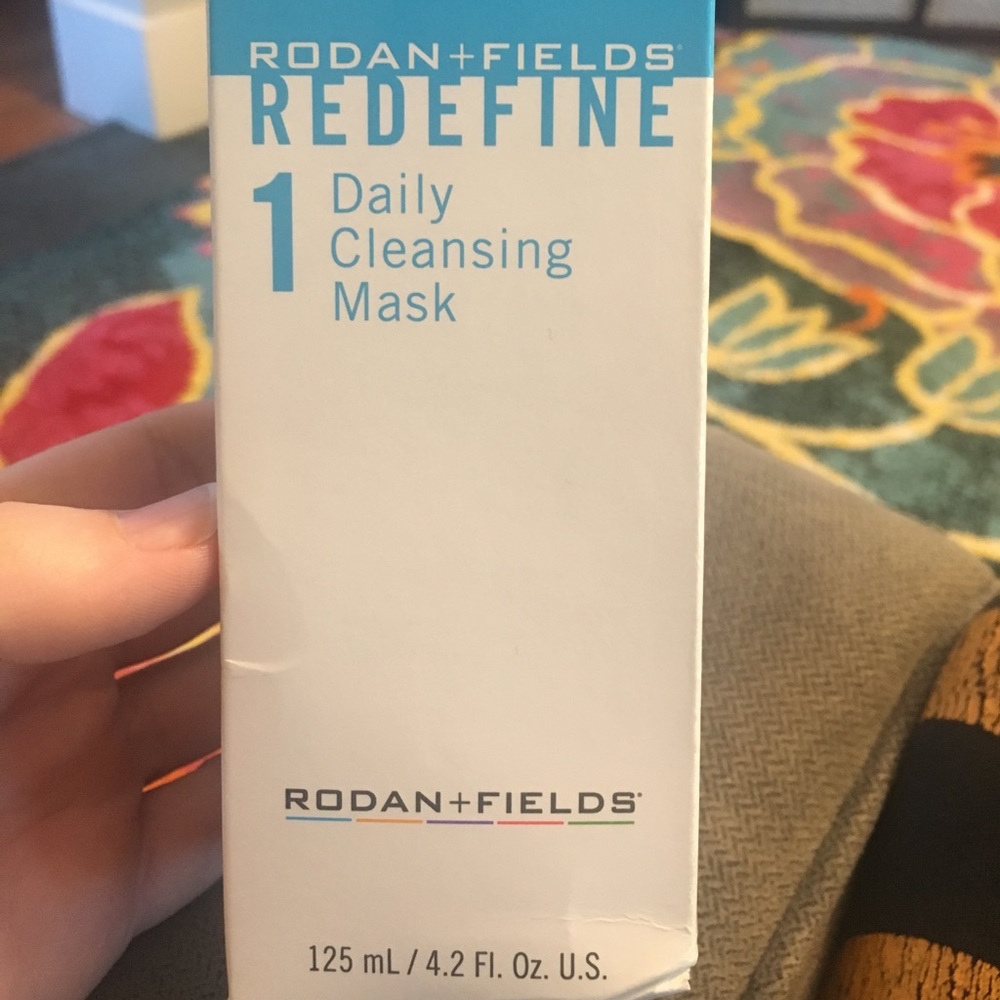 RODAN+FIELDS®
REDEFINE
1 Daily
Cleansing
Mask
RODAN+FIELDS®
125 mL / 4.2 Fl. Oz. U.S.